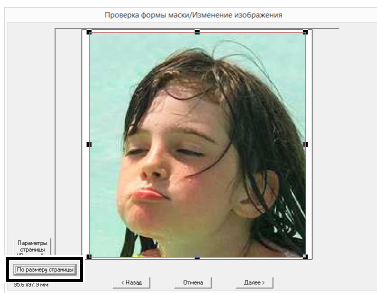 Проверка формы маски/Изменение изображения
Параметры
страницы
По размеру страницы
< Назад
Отмена
Далее >